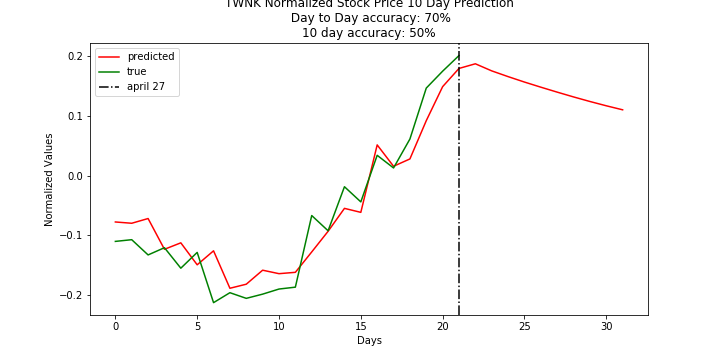 TWNK Normalized Stock Price 10 Day Prediction
Day to Day accuracy: 70%
10 day accuracy: 50%
predicted
true
april 27
0.2
0.1
0.0
−0.1
−0.2
Normalized Values
0
5
10
15
20
25
30
Days